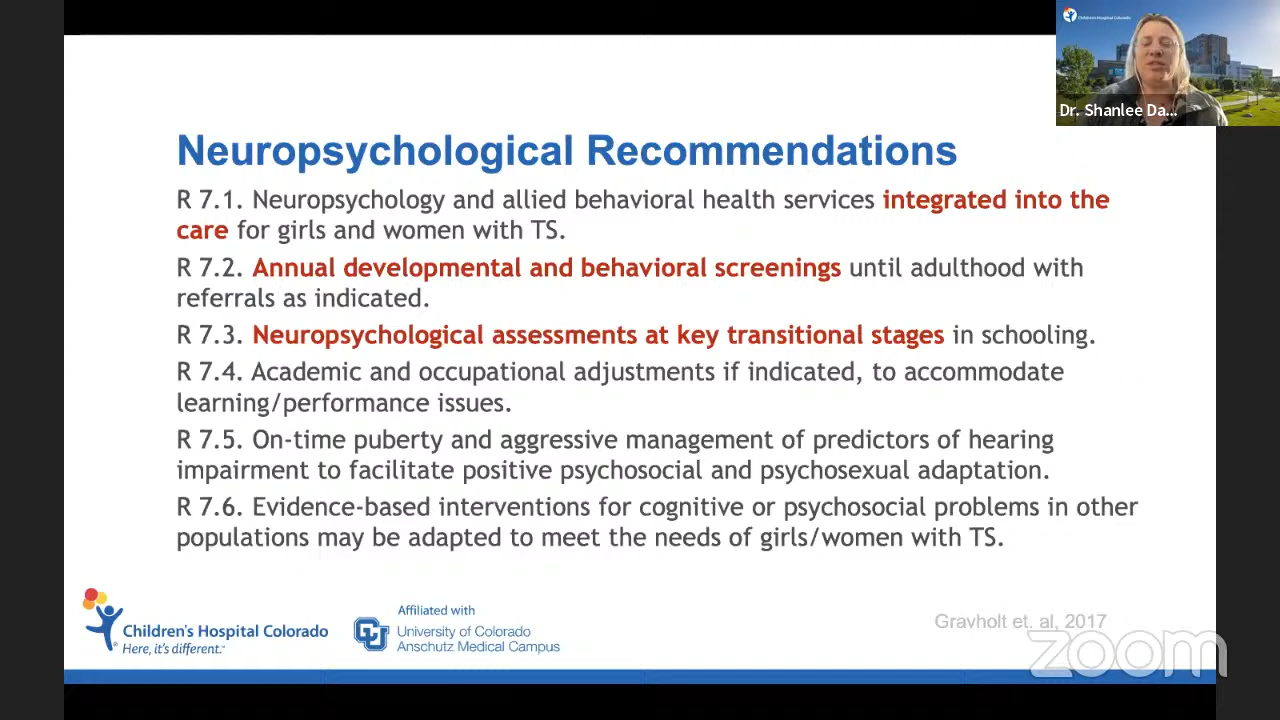 Children's Hospital Colorado
Dr. Shanlee Da...
Neuropsychological Recommendations
R 7.1. Neuropsychology and allied behavioral health services integrated into the
care for girls and women with TS.
R 7.2. Annual developmental and behavioral screenings until adulthood with
referrals as indicated.
R 7.3. Neuropsychological assessments at key transitional stages in schooling.
R 7.4. Academic and occupational adjustments if indicated, to accommodate
learning/performance issues.
R 7.5. On-time puberty and aggressive management of predictors of hearing
impairment to facilitate positive psychosocial and psychosexual adaptation.
R 7.6. Evidence-based interventions for cognitive or psychosocial problems in other
populations may be adapted to meet the needs of girls/women with TS.
Children's Hospital Colorado
Here, it's different.™
Affiliated with
University of Colorado
Anschutz Medical Campus
Gravholt et. al, 2017
zoom